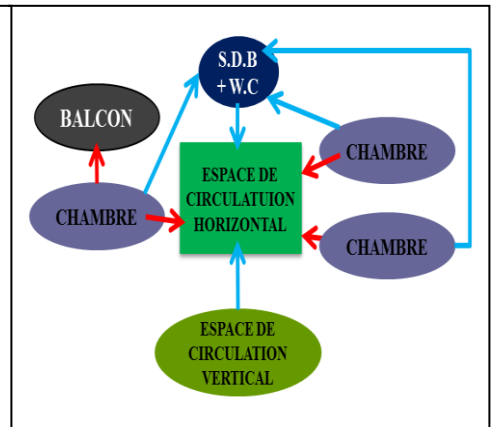 S.D.B
+ W.C
BALCON
CHAMBRE
ESPACE DE
CIRCULATUION
HORIZONTAL
CHAMBRE
CHAMBRE
ESPACE DE
CIRCULATION
VERTICAL